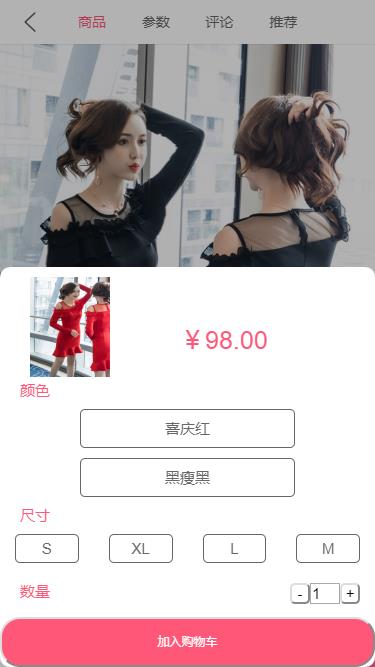 商品 参数 评论 推荐
¥ 98.00
颜色
喜庆红
黑瘦黑
尺寸
S XL L M
数量 - 1 +
加入购物车